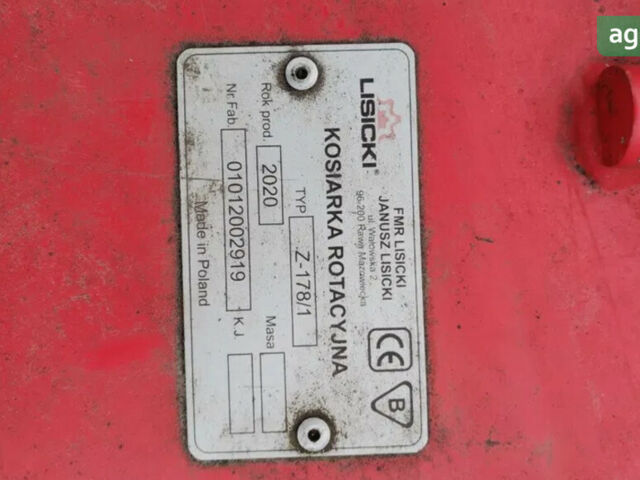 LISICKI®
FMR LISICKI
JANUSZ LISICKI
ul. Wałowska 2
96-200 Rawa Mazowiecka
KOSIARKA ROTACYJNA
TYP Z-178/1
Rok prod. 2020 Masa
Nr. Fab. 01012002919 K.J.
Made in Poland
CE
B
ag